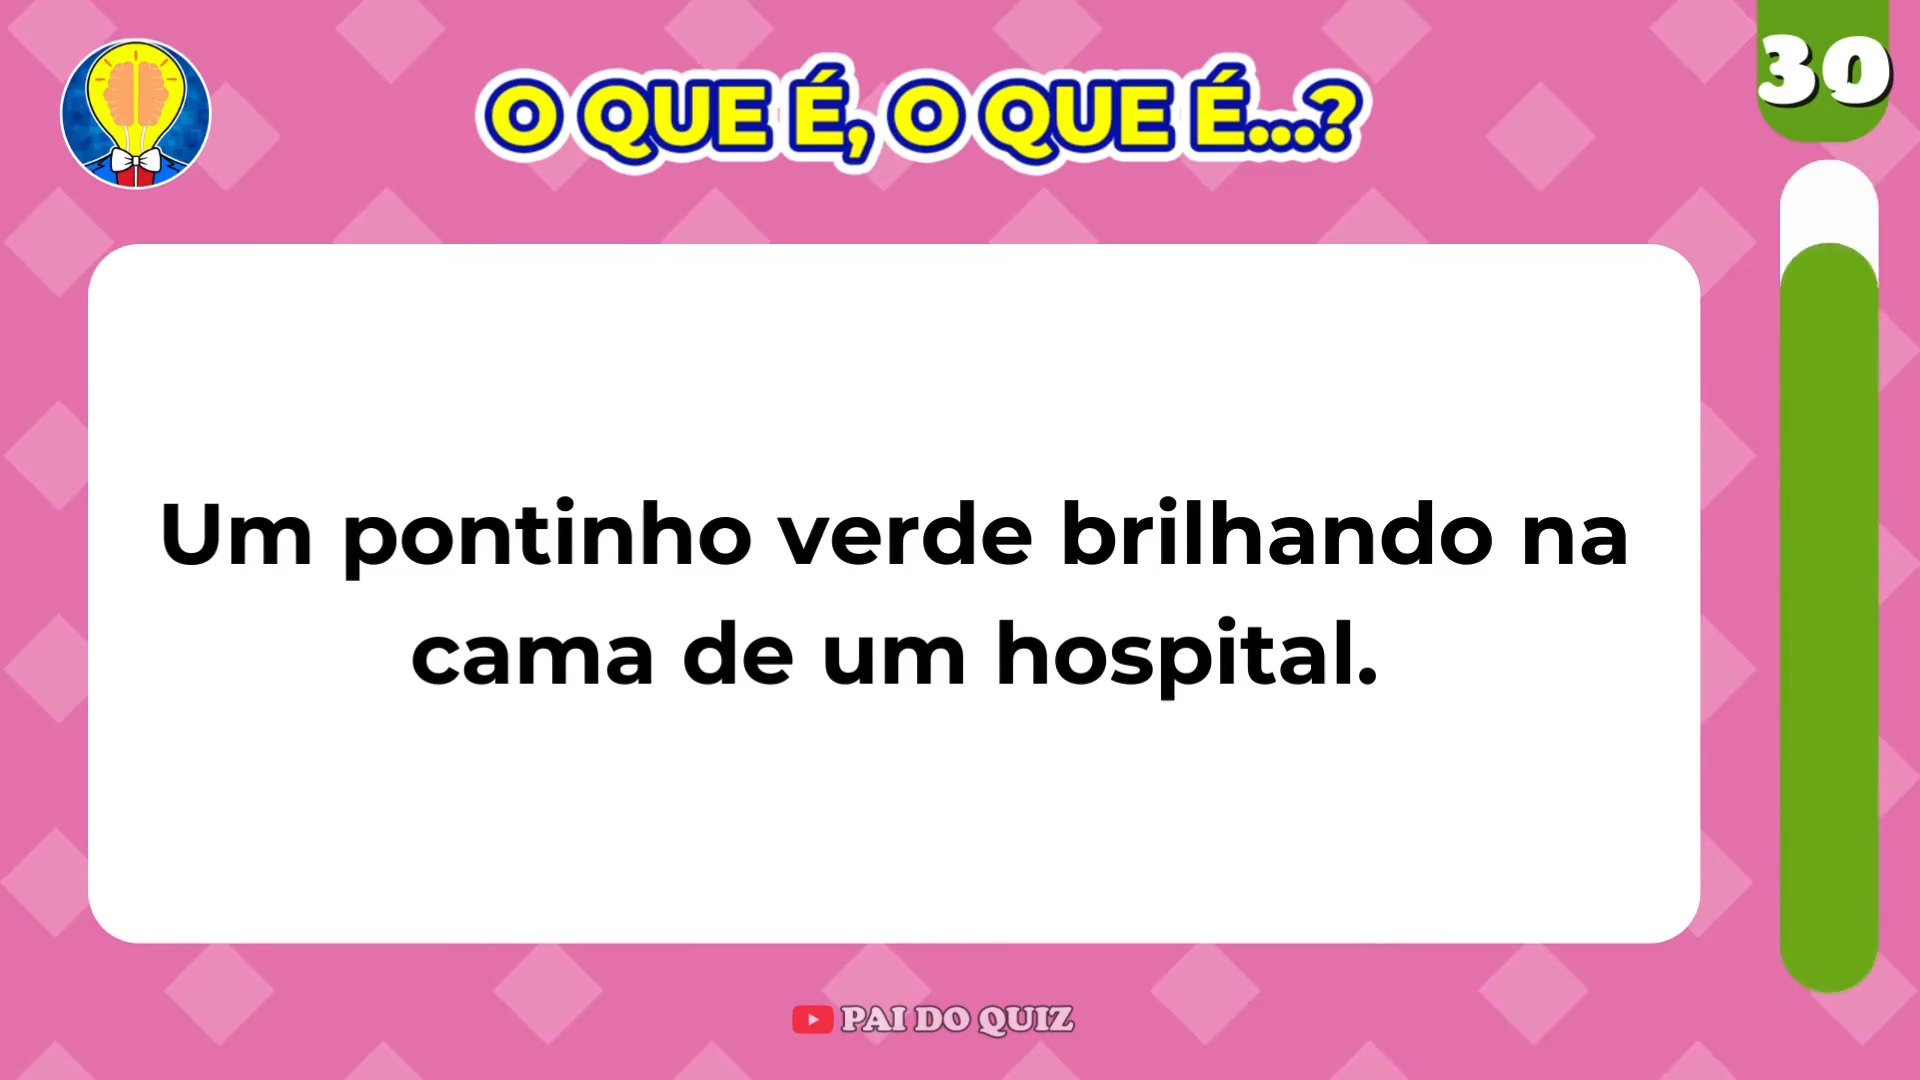 O QUE É, O QUE É...?
30
Um pontinho verde brilhando na
cama de um hospital.
PAI DO QUIZ